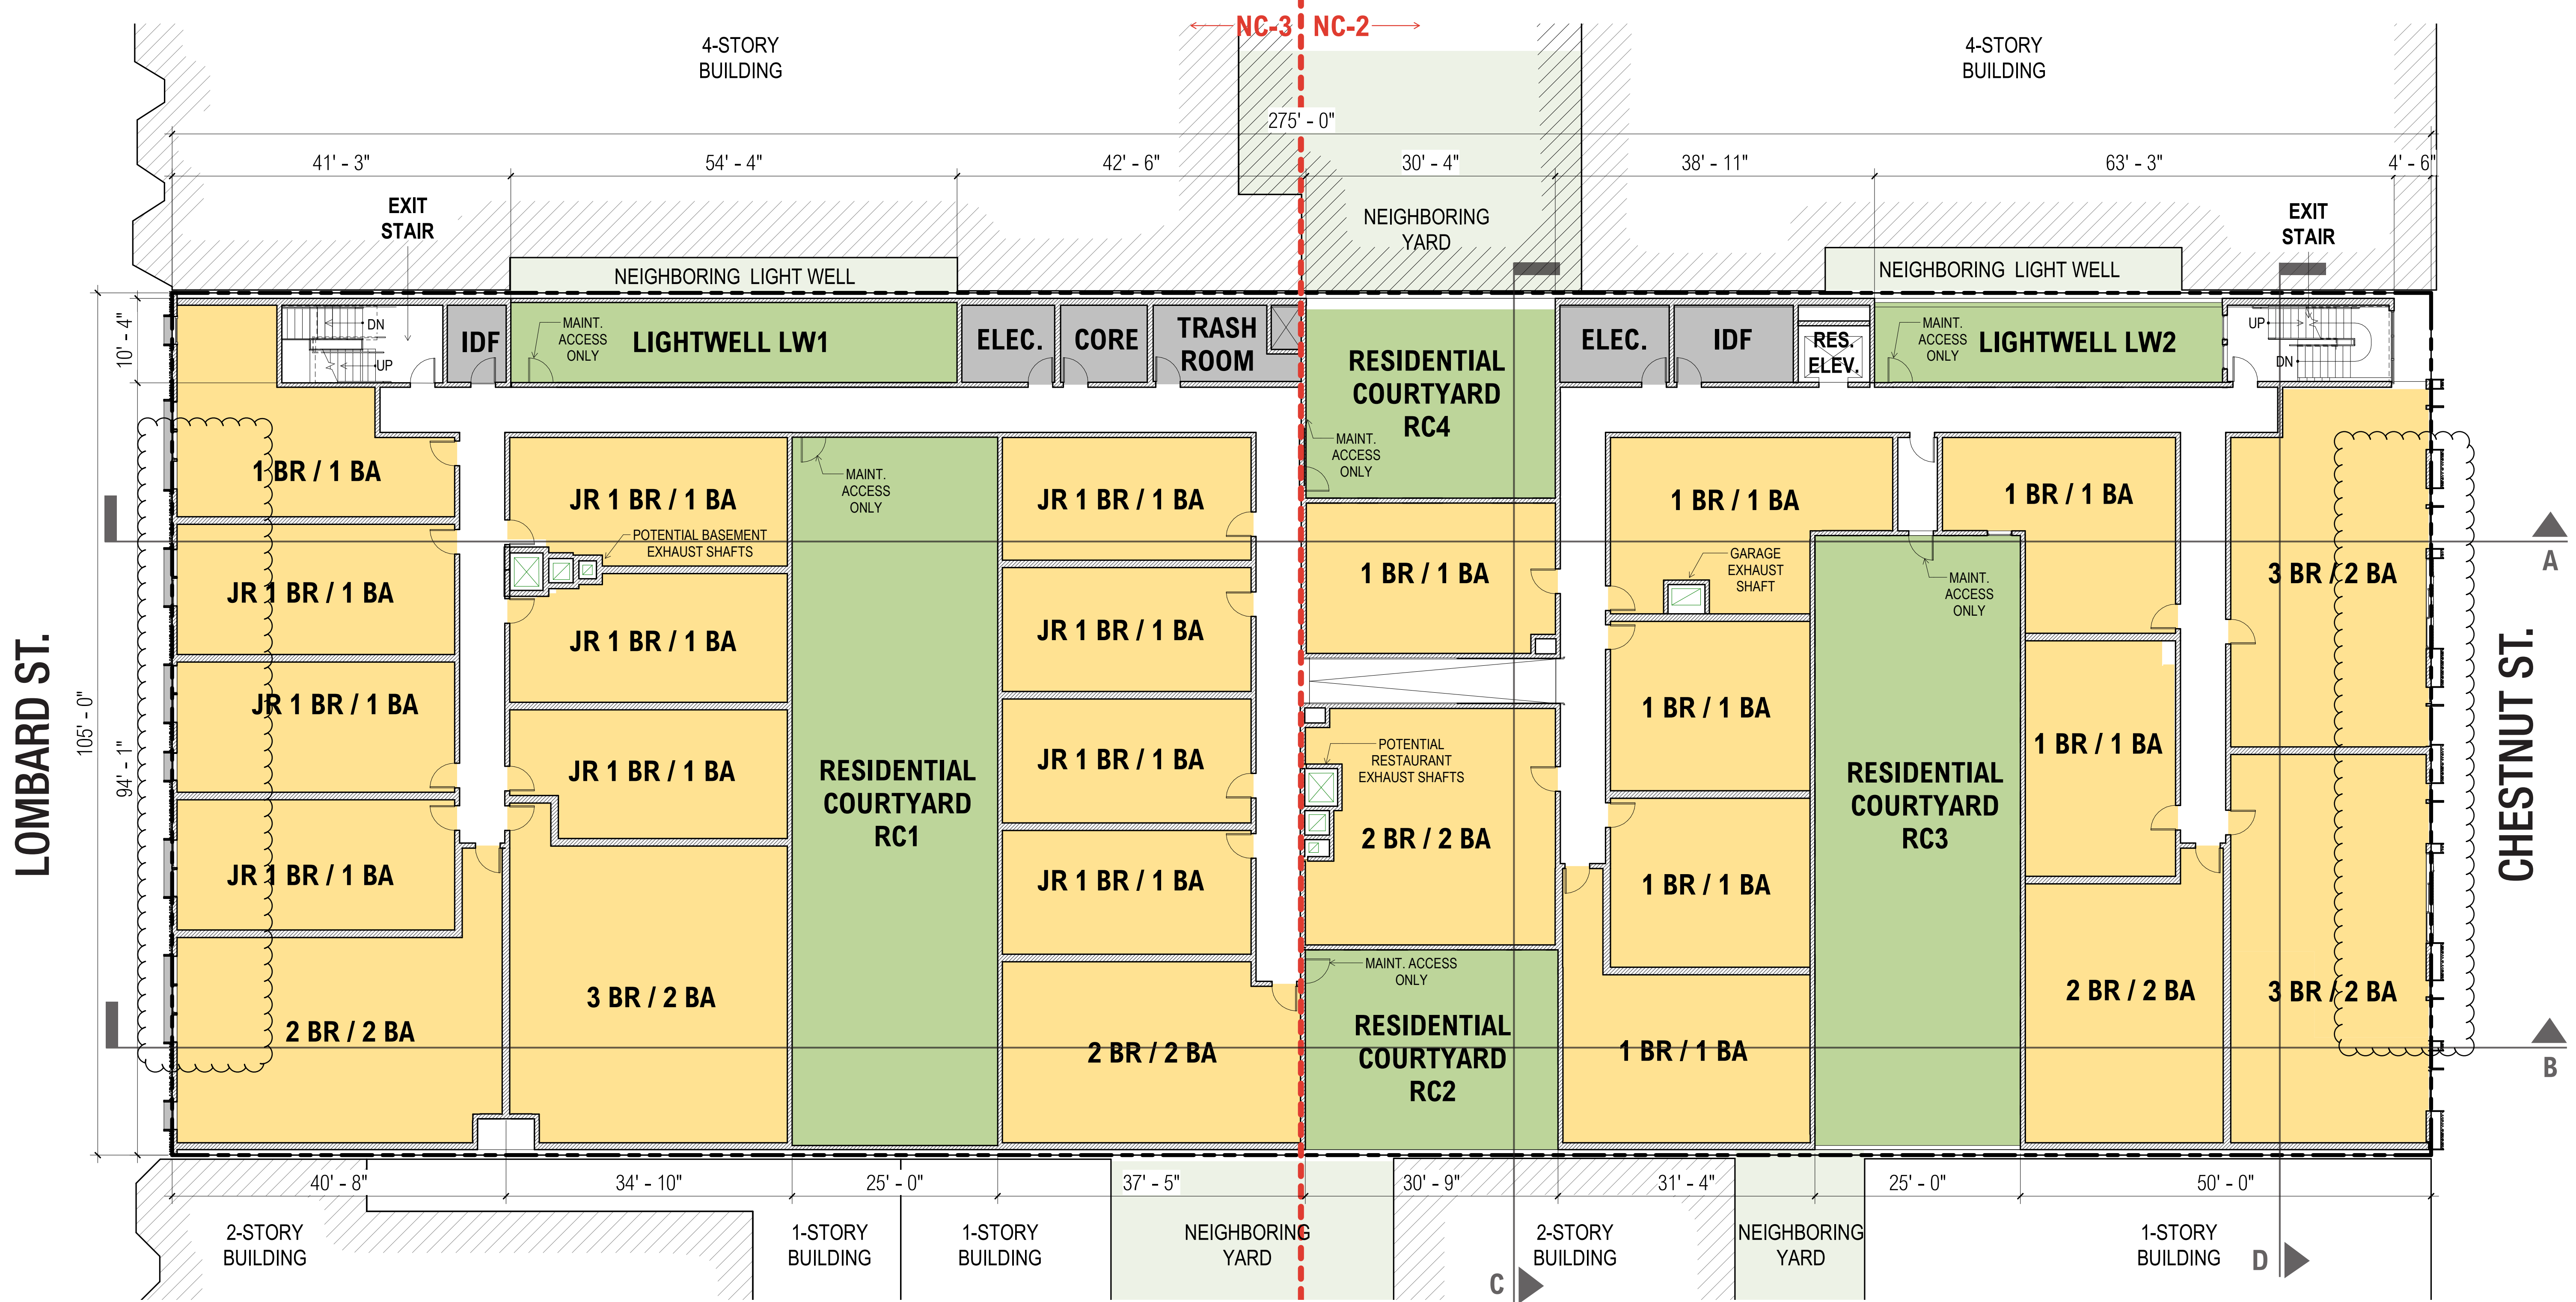 NC-3
NC-2
4-STORY
BUILDING
4-STORY
BUILDING
275' - 0"
41' - 3"
54' - 4"
42' - 6"
30' - 4"
38' - 11"
63' - 3"
4' - 6"
EXIT
STAIR
NEIGHBORING
YARD
EXIT
STAIR
NEIGHBORING LIGHT WELL
NEIGHBORING LIGHT WELL
10' - 4"
DN
UP
IDF
MAINT.
ACCESS
ONLY
LIGHTWELL LW1
ELEC.
CORE
TRASH
ROOM
RESIDENTIAL
COURTYARD
RC4
MAINT.
ACCESS
ONLY
ELEC.
IDF
RES.
ELEV.
MAINT.
ACCESS
ONLY
LIGHTWELL LW2
UP
DN
1 BR / 1 BA
JR 1 BR / 1 BA
MAINT.
ACCESS
ONLY
JR 1 BR / 1 BA
1 BR / 1 BA
1 BR / 1 BA
POTENTIAL BASEMENT
EXHAUST SHAFTS
GARAGE
EXHAUST
SHAFT
MAINT.
ACCESS
ONLY
A
JR 1 BR / 1 BA
JR 1 BR / 1 BA
JR 1 BR / 1 BA
1 BR / 1 BA
3 BR / 2 BA
LOMBARD ST.
105' - 0"
94' - 1"
JR 1 BR / 1 BA
JR 1 BR / 1 BA
JR 1 BR / 1 BA
POTENTIAL
RESTAURANT
EXHAUST SHAFTS
1 BR / 1 BA
1 BR / 1 BA
CHESTNUT ST.
RESIDENTIAL
COURTYARD
RC1
2 BR / 2 BA
RESIDENTIAL
COURTYARD
RC3
JR 1 BR / 1 BA
JR 1 BR / 1 BA
1 BR / 1 BA
2 BR / 2 BA
3 BR / 2 BA
MAINT. ACCESS
ONLY
2 BR / 2 BA
3 BR / 2 BA
2 BR / 2 BA
RESIDENTIAL
COURTYARD
RC2
1 BR / 1 BA
B
40' - 8"
34' - 10"
25' - 0"
37' - 5"
30' - 9"
31' - 4"
25' - 0"
50' - 0"
2-STORY
BUILDING
1-STORY
BUILDING
1-STORY
BUILDING
NEIGHBORING
YARD
2-STORY
BUILDING
NEIGHBORING
YARD
1-STORY
BUILDING
C
D